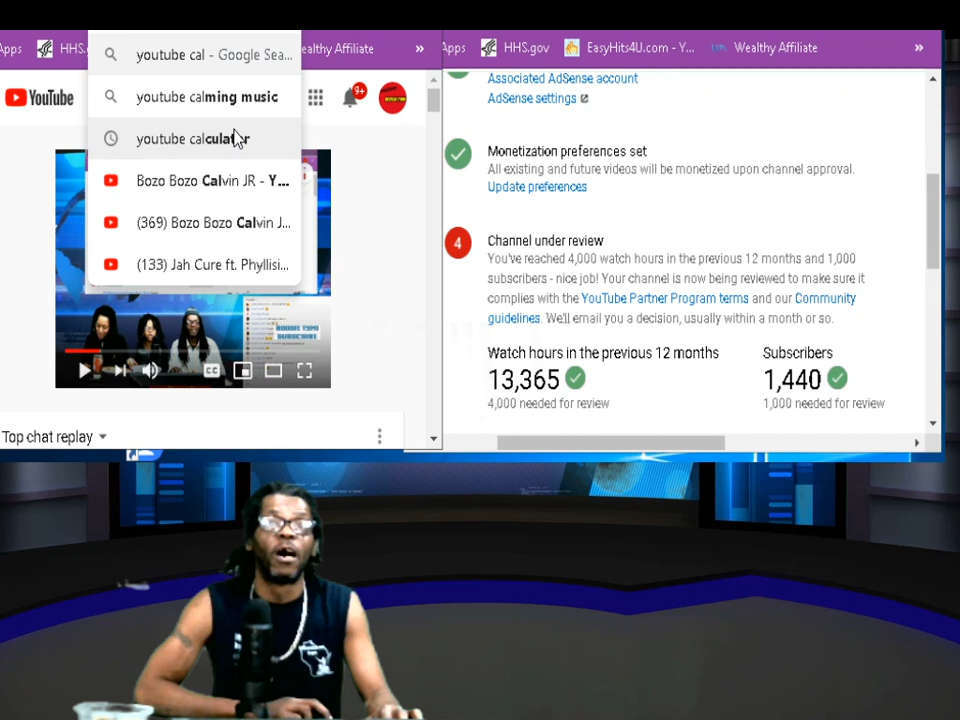 Apps
HHS.
ealthy Affiliate
»
youtube cal - Google Sea...
youtube calming music
youtube calculator
Bozo Bozo Calvin JR - Y...
(369) Bozo Bozo Calvin J...
(133) Jah Cure ft. Phyllisi...
YouTube
9+
CC
Top chat replay
Apps
HHS.gov
EasyHits4U.com - Y...
Wealthy Affiliate
»
Associated AdSense account
AdSense settings
Monetization preferences set
All existing and future videos will be monetized upon channel approval.
Update preferences
4
Channel under review
You've reached 4,000 watch hours in the previous 12 months and 1,000
subscribers - nice job! Your channel is now being reviewed to make sure it
complies with the YouTube Partner Program terms and our Community
guidelines. We'll email you a decision, usually within a month or so.
Watch hours in the previous 12 months
13,365
4,000 needed for review
Subscribers
1,440
1,000 needed for review